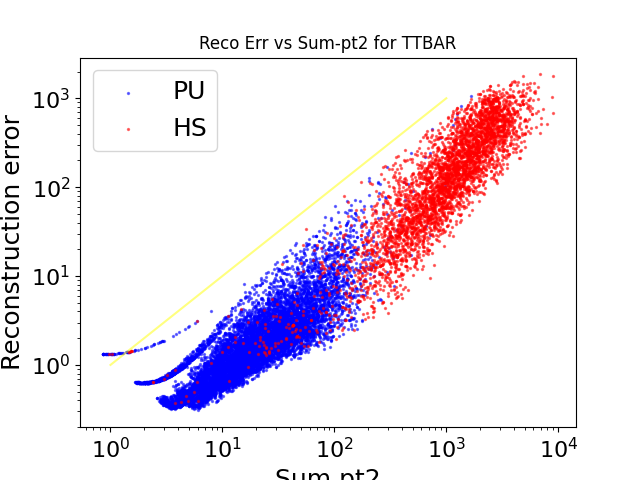 Reco Err vs Sum-pt2 for TTBAR
PU
HS
Reconstruction error
10³
10²
10¹
10⁰
10⁰ 10¹ 10² 10³ 10⁴
Sum-pt2